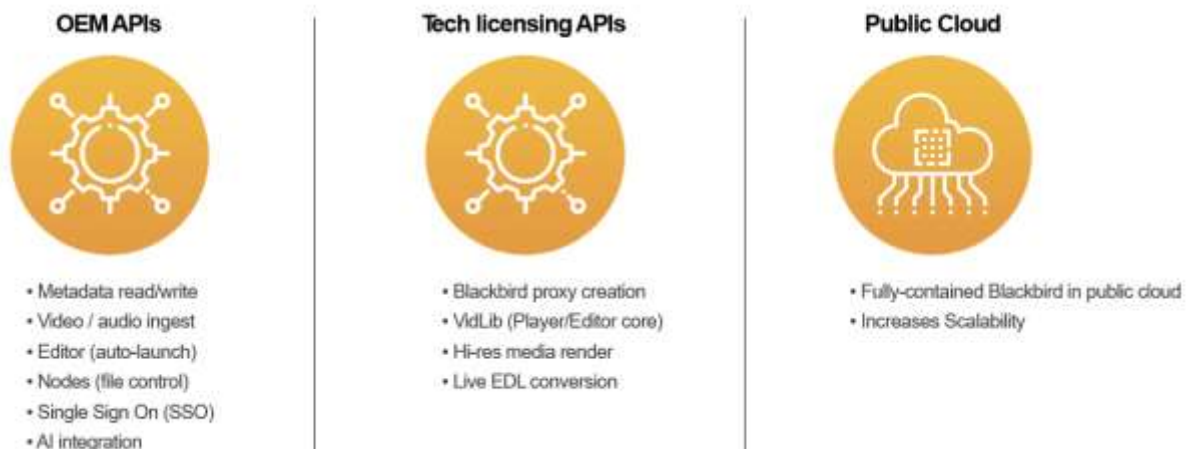 OEM APIs
• Metadata read/write
• Video / audio ingest
• Editor (auto-launch)
• Nodes (file control)
• Single Sign On (SSO)
• AI integration
Tech licensing APIs
• Blackbird proxy creation
• VidLib (Player/Editor core)
• Hi-res media render
• Live EDL conversion
Public Cloud
• Fully-contained Blackbird in public cloud
• Increases Scalability